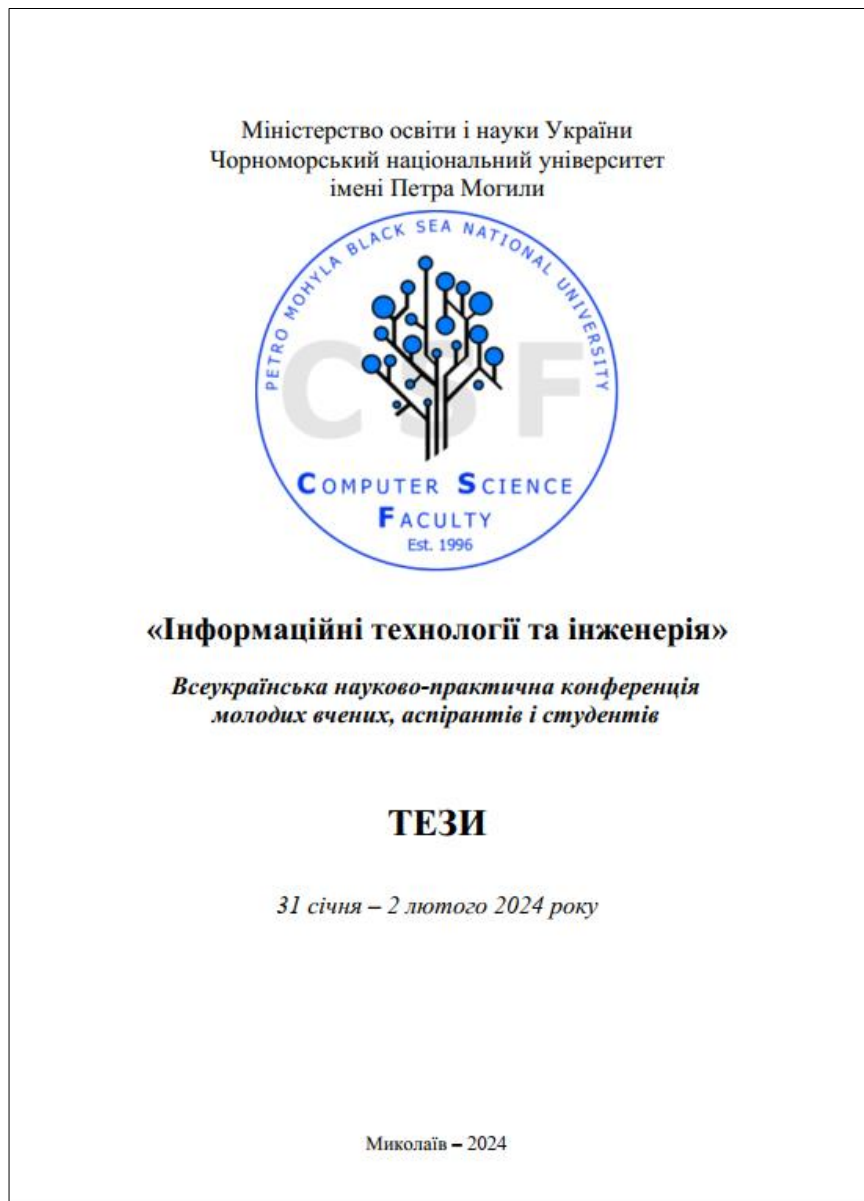 Міністерство освіти і науки України
Чорноморський національний університет
імені Петра Могили
PETRO MOHYLA BLACK SEA NATIONAL UNIVERSITY
CSF
COMPUTER SCIENCE
FACULTY
Est. 1996
«Інформаційні технології та інженерія»
Всеукраїнська науково-практична конференція
молодих вчених, аспірантів і студентів
ТЕЗИ
31 січня – 2 лютого 2024 року
Миколаїв – 2024